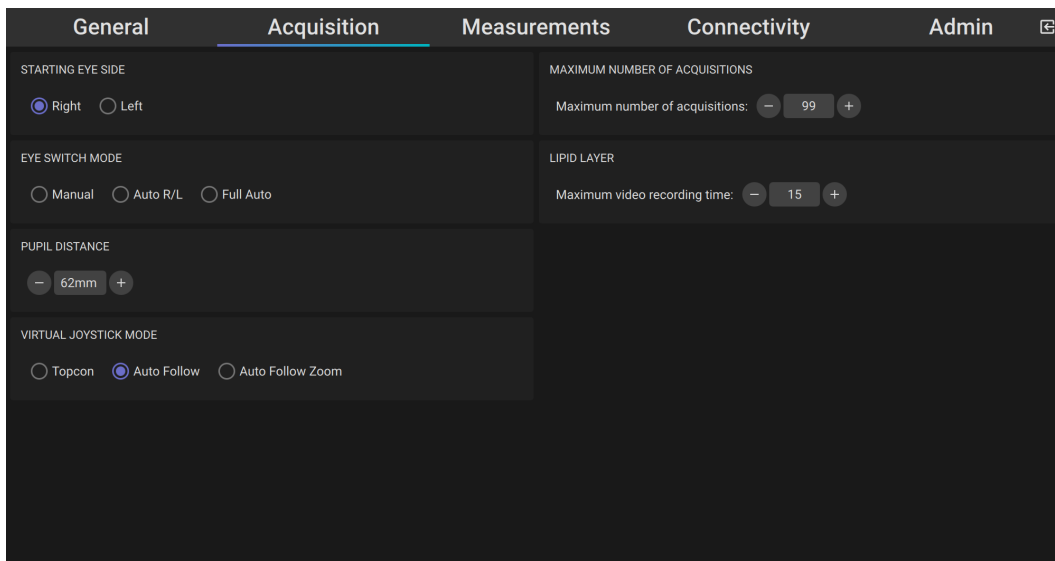 General Acquisition Measurements Connectivity Admin
STARTING EYE SIDE
Right Left
EYE SWITCH MODE
Manual Auto R/L Full Auto
PUPIL DISTANCE
− 62mm +
VIRTUAL JOYSTICK MODE
Topcon Auto Follow Auto Follow Zoom
MAXIMUM NUMBER OF ACQUISITIONS
Maximum number of acquisitions: − 99 +
LIPID LAYER
Maximum video recording time: − 15 +